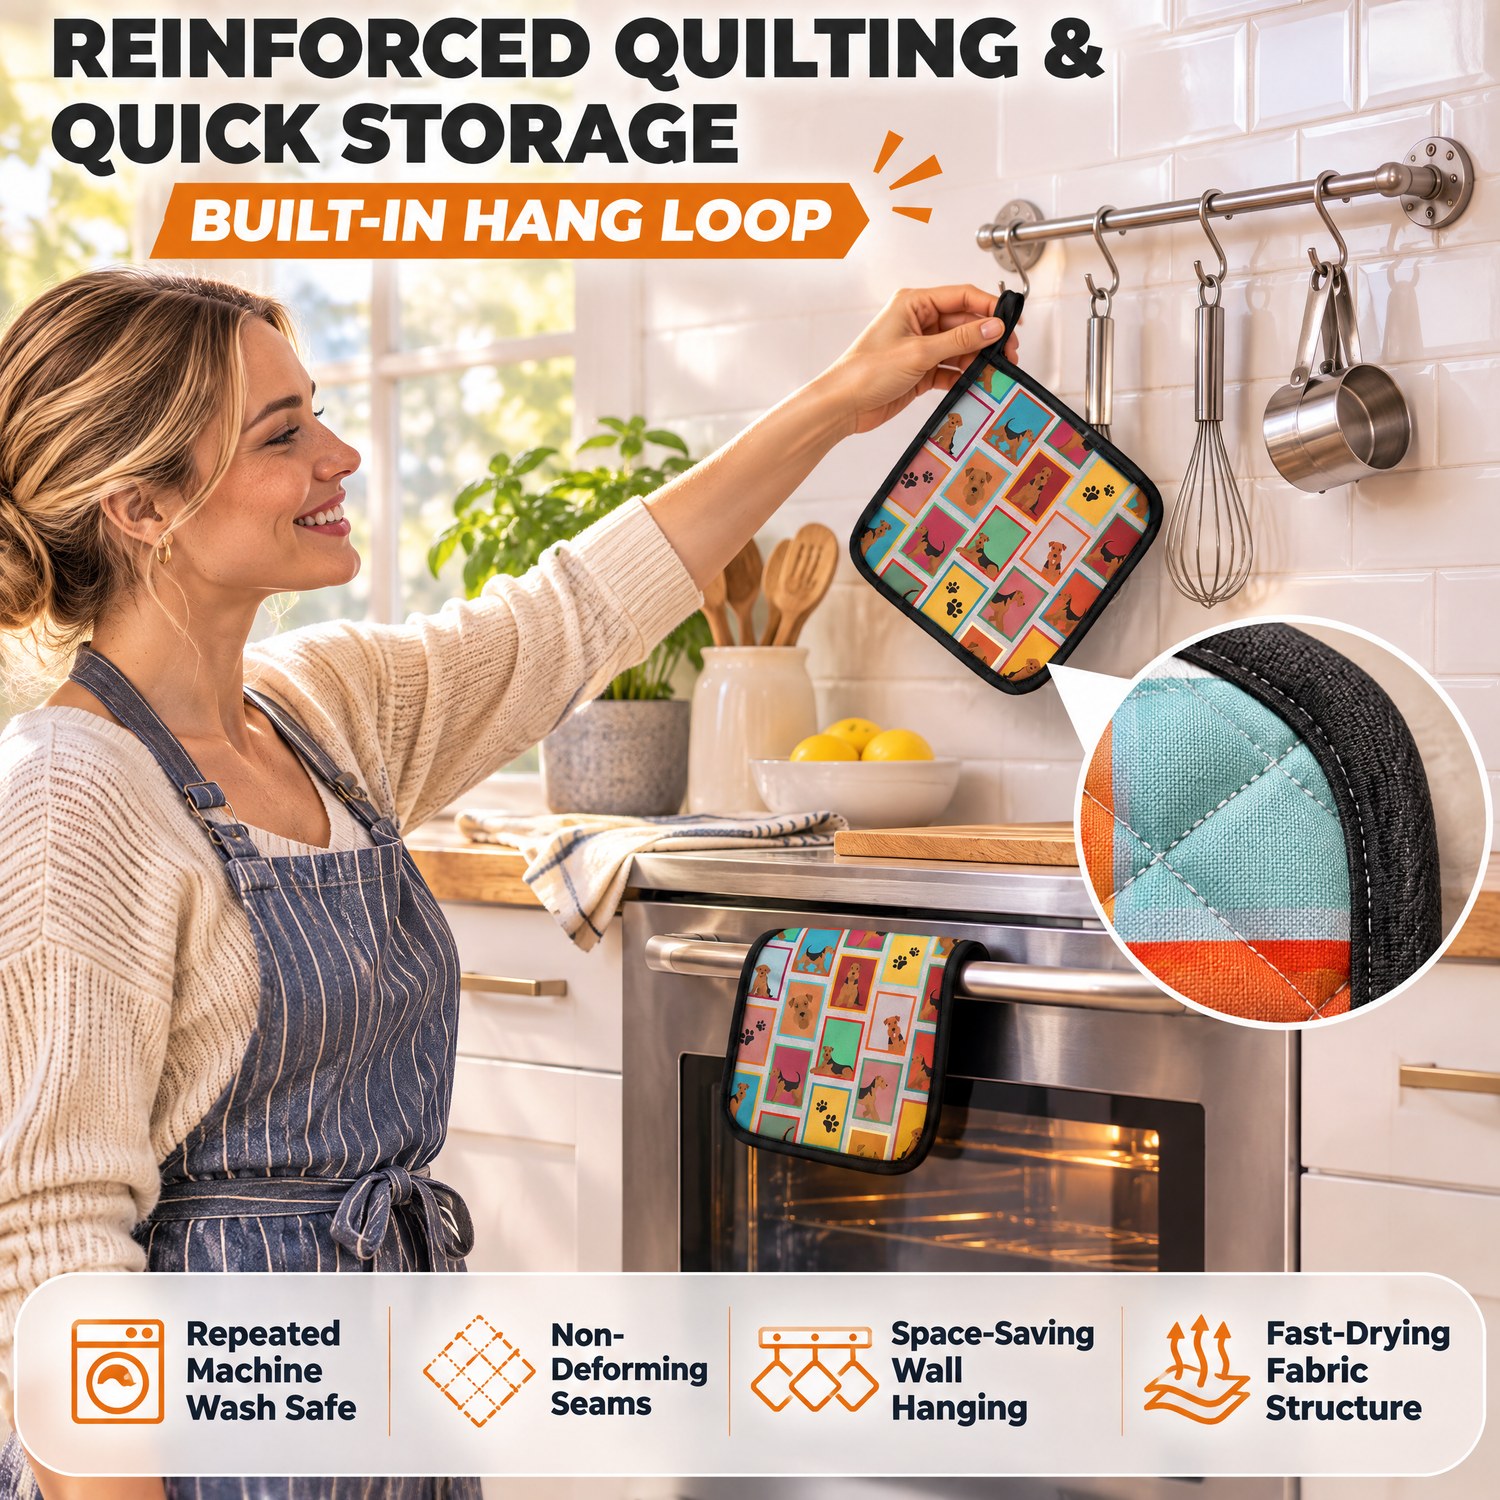 REINFORCED QUILTING &
QUICK STORAGE
BUILT-IN HANG LOOP
Repeated
Machine
Wash Safe
Non-
Deforming
Seams
Space-Saving
Wall
Hanging
Fast-Drying
Fabric
Structure